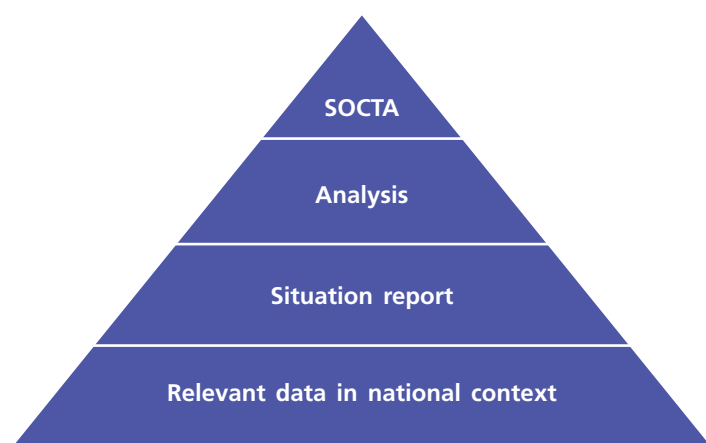 SOCTA
Analysis
Situation report
Relevant data in national context